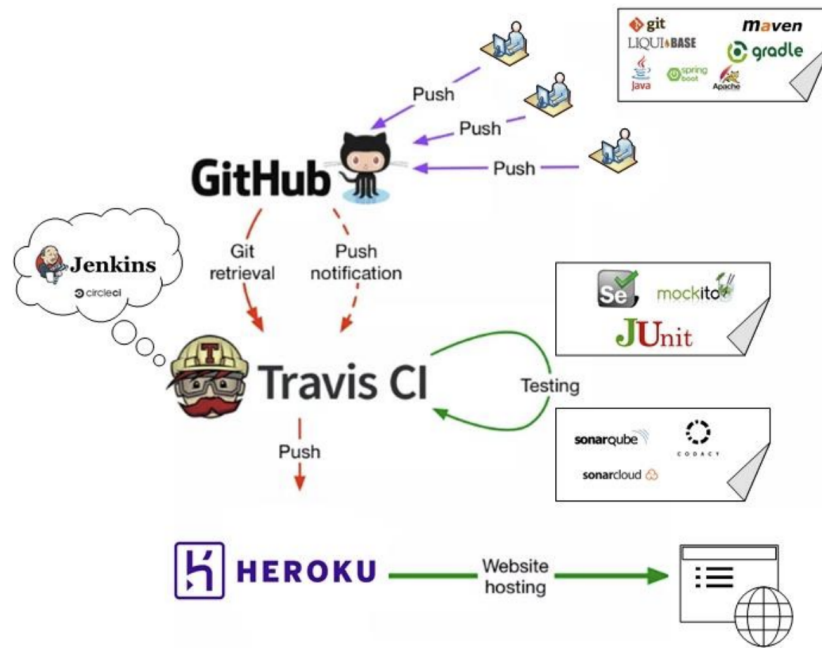 git
maven
LIQUIBASE
gradle
Java
spring boot
Apache
Push
Push
Push
GitHub
Git retrieval
Push notification
Jenkins
circleci
T
Travis CI
Testing
Se
mockito
JUnit
sonarqube
CODACY
sonarcloud
Push
HEROKU
Website hosting